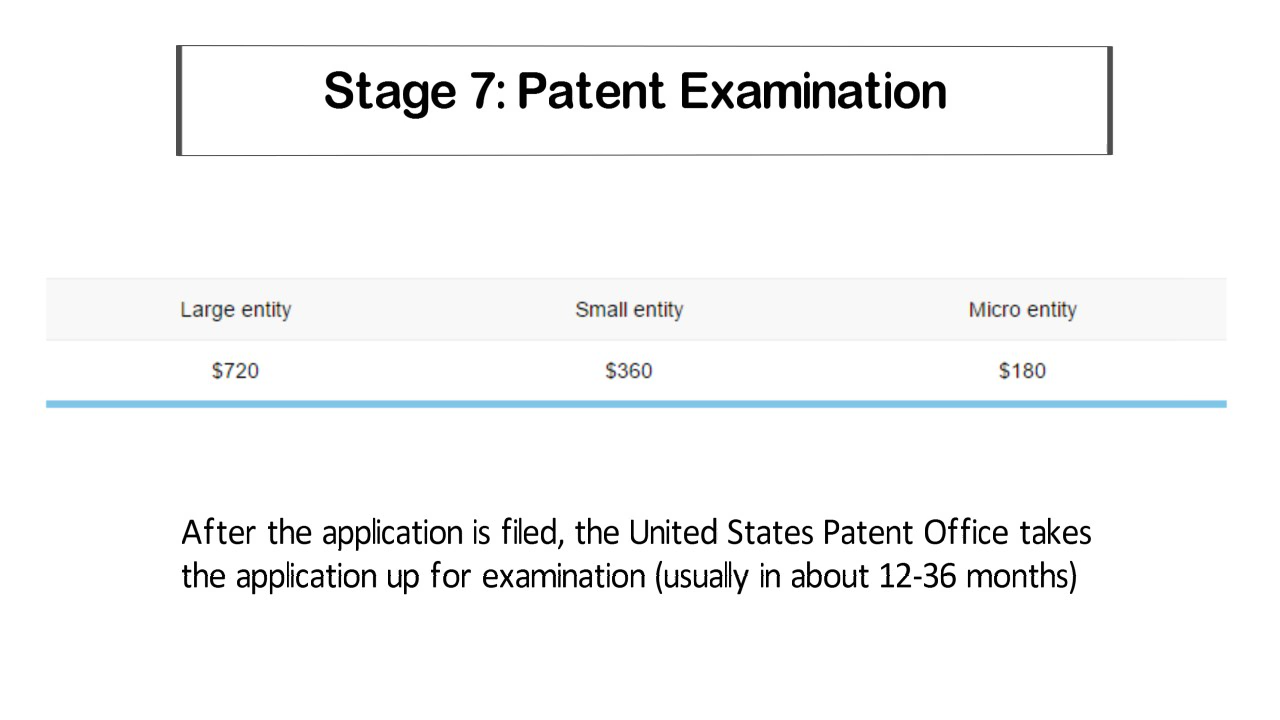 Stage 7: Patent Examination
Large entity Small entity Micro entity
$720 $360 $180
After the application is filed, the United States Patent Office takes
the application up for examination (usually in about 12-36 months)